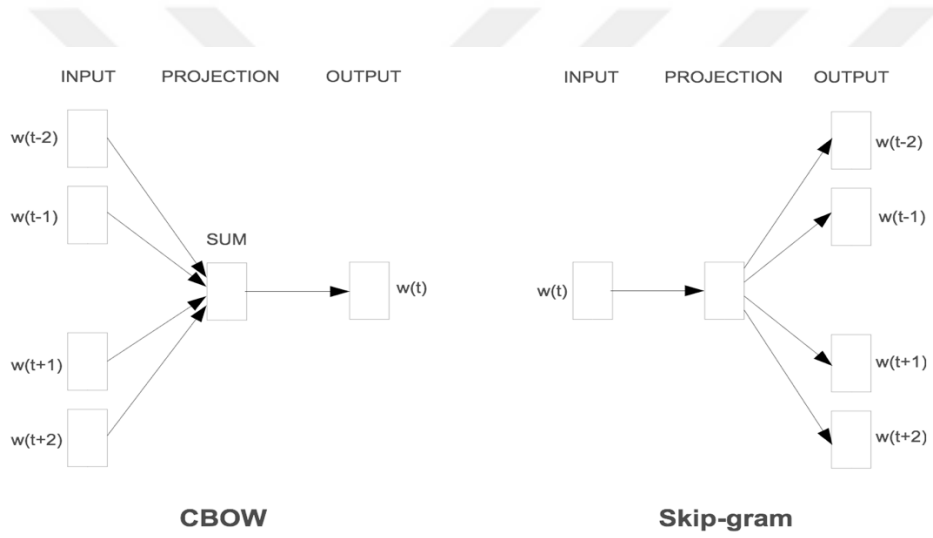 INPUT PROJECTION OUTPUT
w(t-2)
w(t-1)
SUM
w(t)
w(t+1)
w(t+2)
CBOW
INPUT PROJECTION OUTPUT
w(t-2)
w(t-1)
w(t)
w(t+1)
w(t+2)
Skip-gram